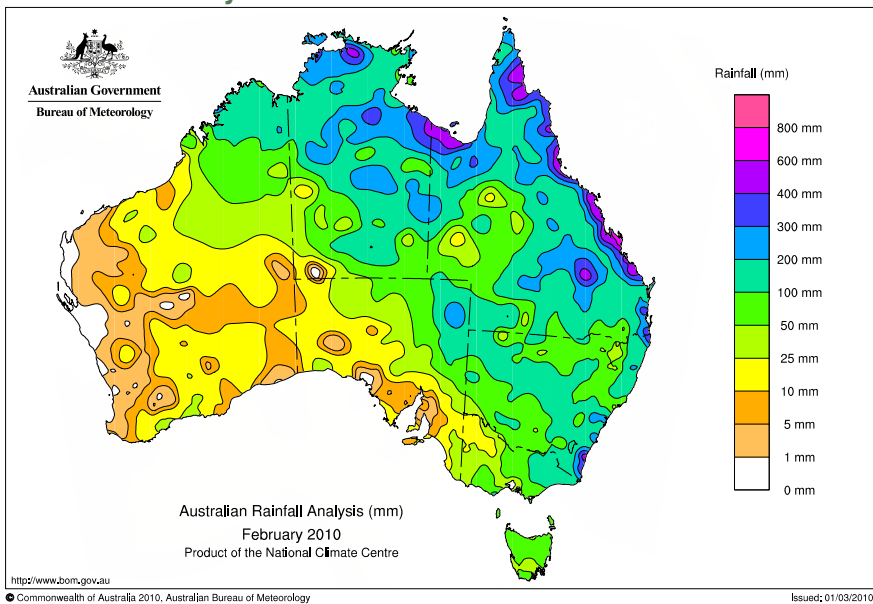 Australian Government
Bureau of Meteorology
Rainfall (mm)
800 mm
600 mm
400 mm
300 mm
200 mm
100 mm
50 mm
25 mm
10 mm
5 mm
1 mm
0 mm
Australian Rainfall Analysis (mm)
February 2010
Product of the National Climate Centre
http://www.bom.gov.au
© Commonwealth of Australia 2010, Australian Bureau of Meteorology
Issued: 01/03/2010